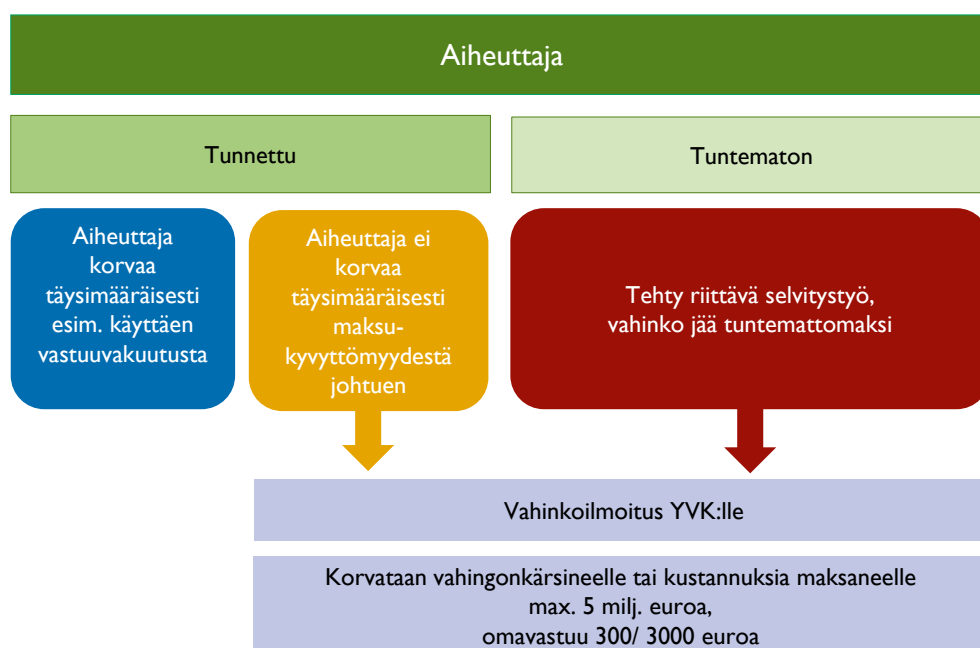 Aiheuttaja
Tunnettu
Tuntematon
Aiheuttaja
korvaa
täysimääräisesti
esim. käyttäen
vastuuvakuutusta
Aiheuttaja ei
korvaa
täysimääräisesti
maksu-
kyvyttömyydestä
johtuen
Tehty riittävä selvitystyö,
vahinko jää tuntemattomaksi
Vahinkoilmoitus YVK:lle
Korvataan vahingonkärsineelle tai kustannuksia maksaneelle
max. 5 milj. euroa,
omavastuu 300/ 3000 euroa